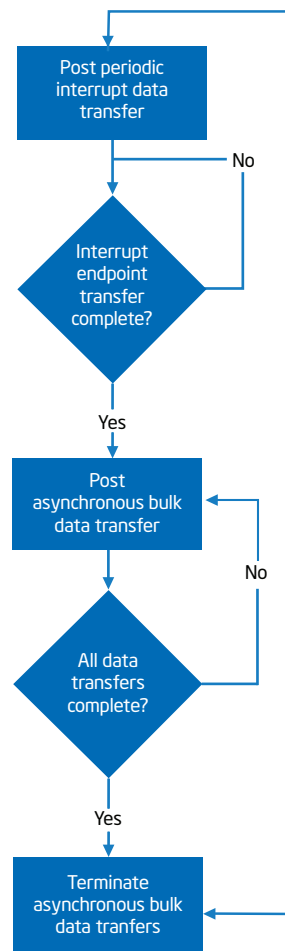 Post periodic
interrupt data
transfer
No
Interrupt
endpoint
transfer
complete?
Yes
Post
asynchronous bulk
data transfer
No
All data
transfers
complete?
Yes
Terminate
asynchronous bulk
data tranfers